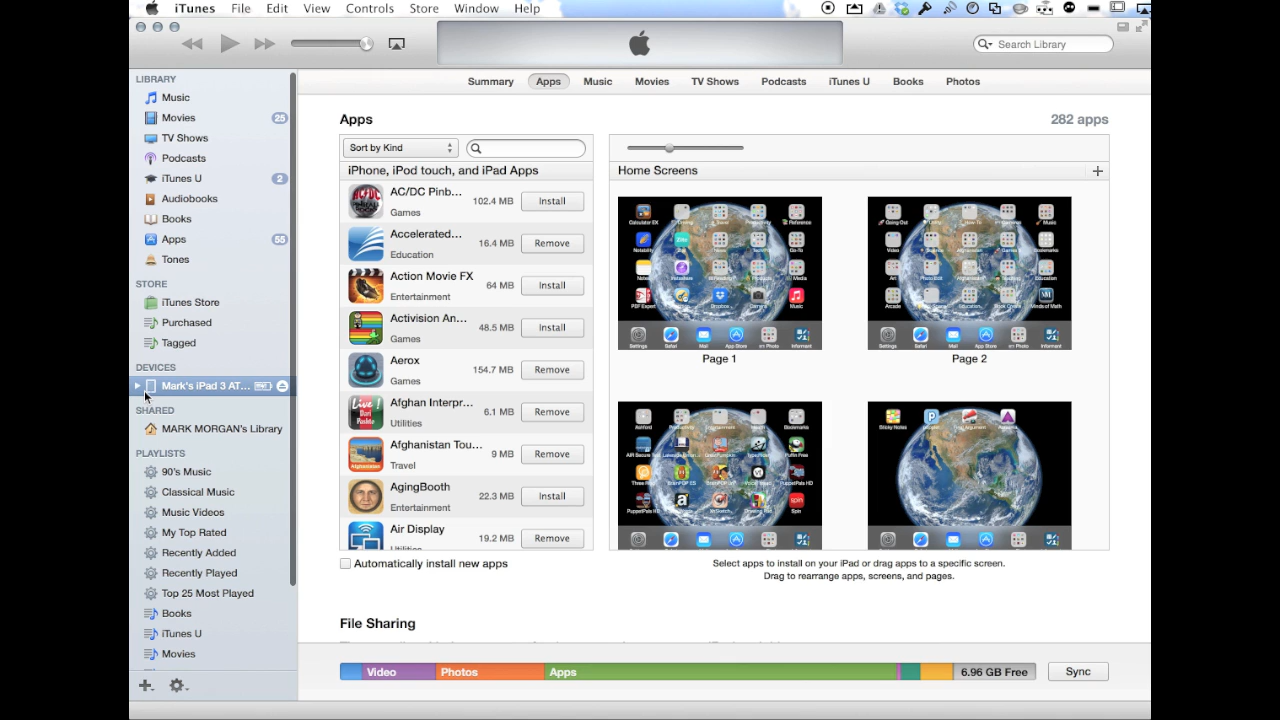 iTunes File Edit View Controls Store Window Help
Search Library
LIBRARY
Music
Movies 25
TV Shows
Podcasts
iTunes U 2
Audiobooks
Books
Apps 55
Tones
STORE
iTunes Store
Purchased
Tagged
DEVICES
Mark's iPad 3 AT...
SHARED
MARK MORGAN's Library
PLAYLISTS
90's Music
Classical Music
Music Videos
My Top Rated
Recently Added
Recently Played
Top 25 Most Played
Books
iTunes U
Movies
Summary Apps Music Movies TV Shows Podcasts iTunes U Books Photos
Apps
282 apps
Sort by Kind
iPhone, iPod touch, and iPad Apps
AC/DC Pinb... 102.4 MB Install
Games
Accelerated... 16.4 MB Remove
Education
Action Movie FX 64 MB Install
Entertainment
Activision An... 48.5 MB Install
Games
Aerox 154.7 MB Remove
Games
Afghan Interpr... 6.1 MB Remove
Utilities
Afghanistan Tou... 9 MB Remove
Travel
AgingBooth 22.3 MB Install
Entertainment
Air Display 19.2 MB Remove
Utilities
Automatically install new apps
Home Screens
Page 1
Page 2
Select apps to install on your iPad or drag apps to a specific screen.
Drag to rearrange apps, screens, and pages.
File Sharing
Video Photos Apps 6.96 GB Free Sync